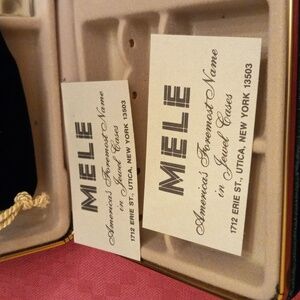 MELE
America's Foremost Name
in Jewel Cases
1712 ERIE ST., UTICA, NEW YORK 13503
MELE
America's Foremost Name
in Jewel Cases
1712 ERIE ST., UTICA, NEW YORK 13503